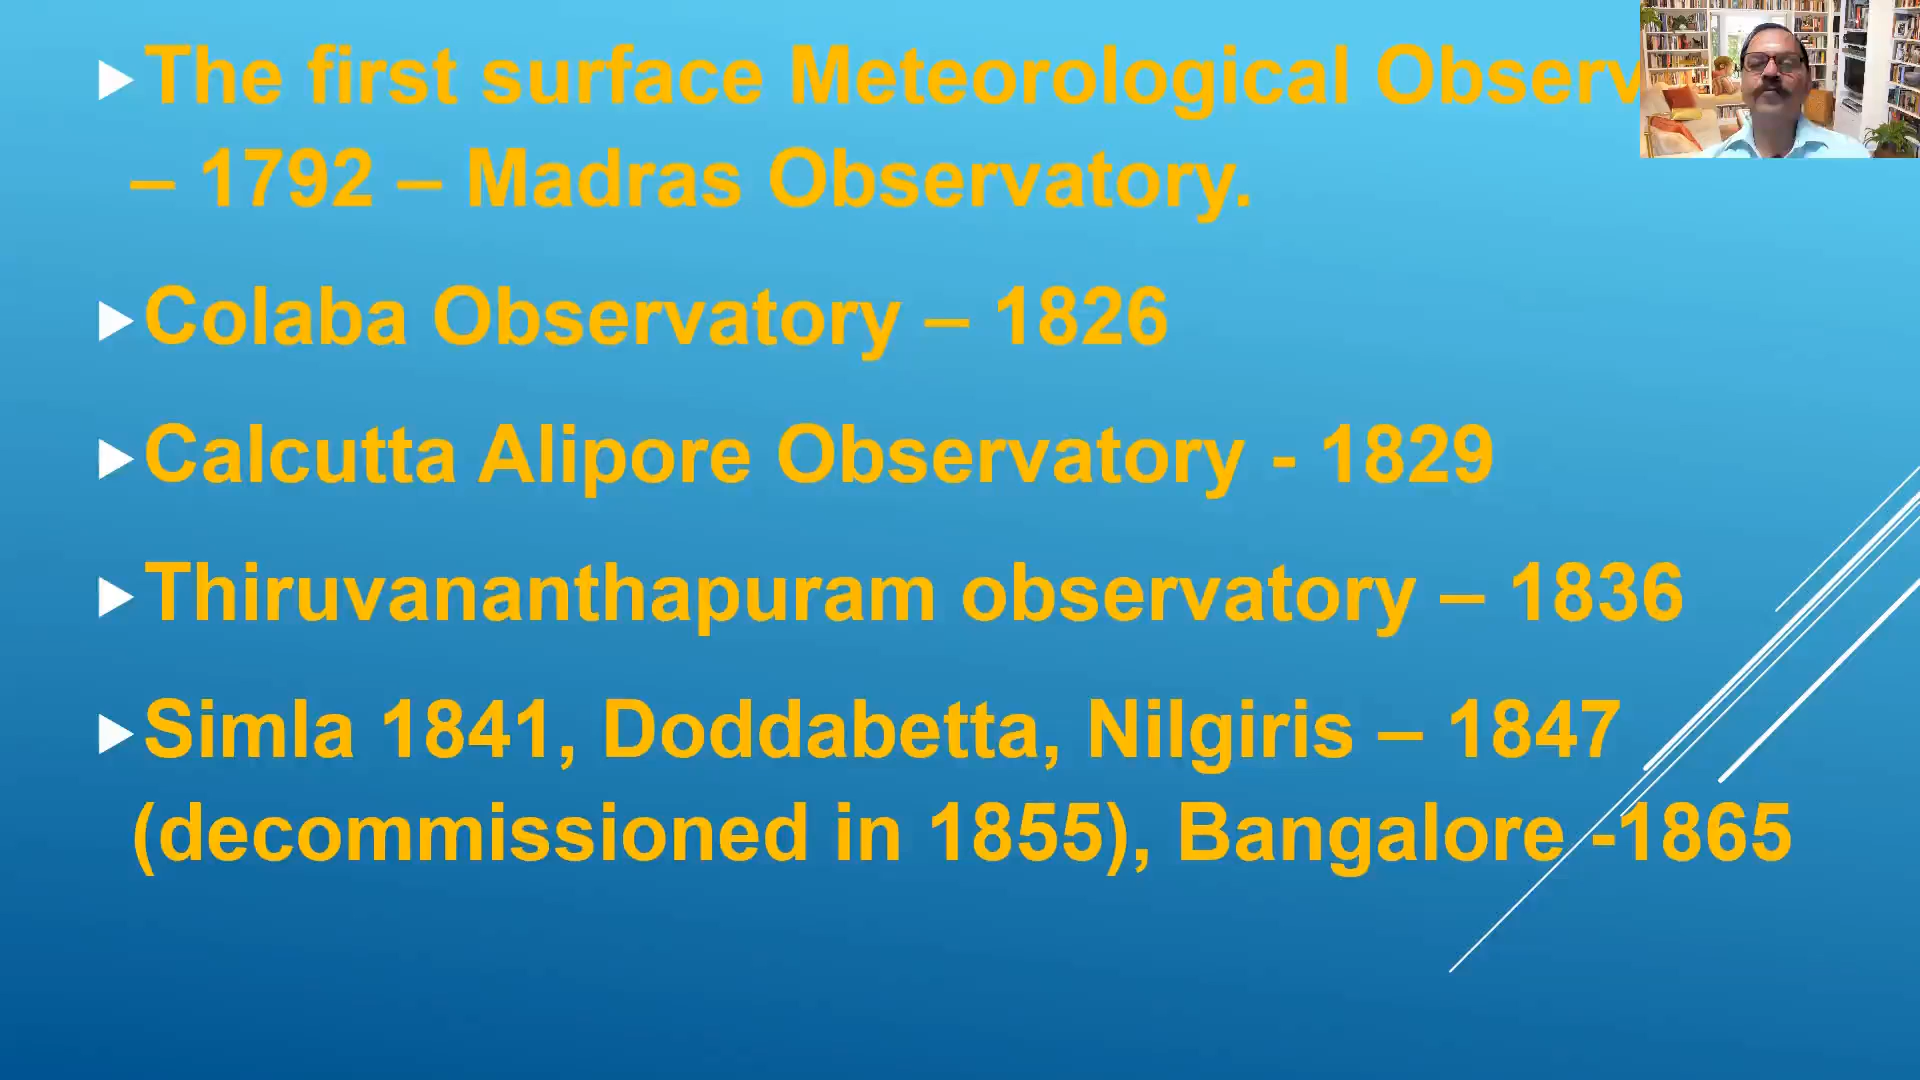 The first surface Meteorological
– 1792 – Madras Observatory.
Colaba Observatory – 1826
Calcutta Alipore Observatory - 1829
Thiruvananthapuram observatory – 1836
Simla 1841, Doddabetta, Nilgiris – 1847
(decommissioned in 1855), Bangalore -1865